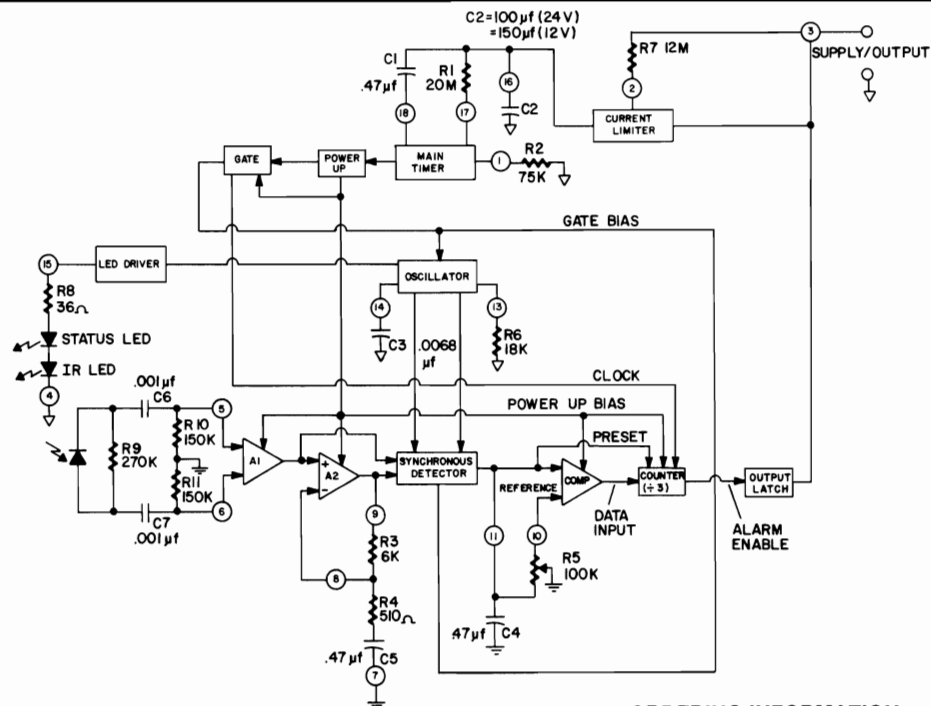 C2=100µf (24V)
=150µf (12V)
C1
.47µf
R1
20M
16
C2
18
17
R7 12M
2
3
SUPPLY/OUTPUT
CURRENT
LIMITER
GATE
POWER
UP
MAIN
TIMER
1
R2
75K
GATE BIAS
15
LED DRIVER
OSCILLATOR
R8
36Ω
14
13
STATUS LED
C3
.0068
µf
R6
18K
IR LED
4
CLOCK
.001µf
C6
5
POWER UP BIAS
PRESET
R9
270K
R10
150K
R11
150K
A1
+
A2
-
SYNCHRONOUS
DETECTOR
REFERENCE
COMP
COUNTER
(÷3)
OUTPUT
LATCH
C7
.001µf
6
9
R3
6K
11
10
DATA
INPUT
ALARM
ENABLE
R5
100K
8
R4
510Ω
.47µf
C4
.47µf
C5
7